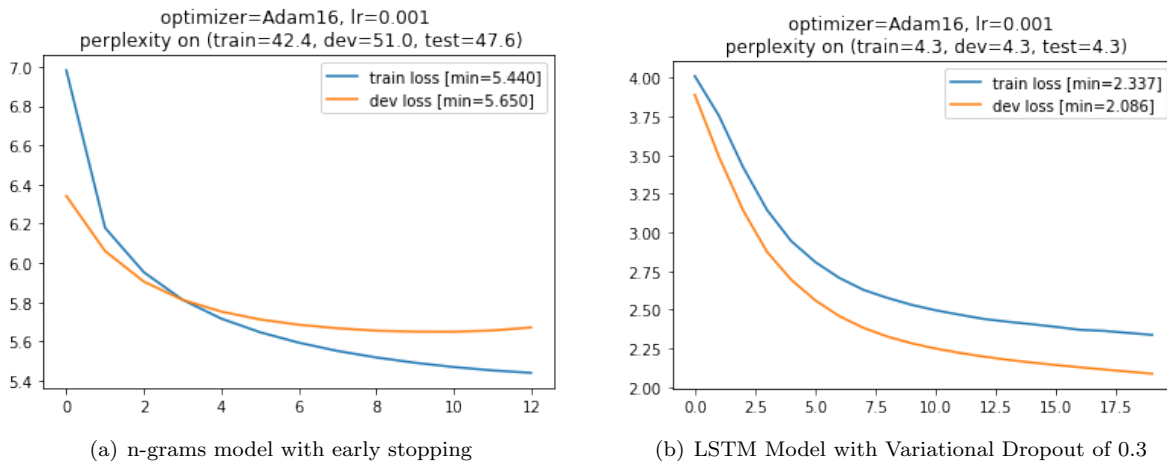 optimizer=Adam16, lr=0.001
perplexity on (train=42.4, dev=51.0, test=47.6)
train loss [min=5.440]
dev loss [min=5.650]
7.0
6.8
6.6
6.4
6.2
6.0
5.8
5.6
5.4
0 2 4 6 8 10 12
(a) n-grams model with early stopping
optimizer=Adam16, lr=0.001
perplexity on (train=4.3, dev=4.3, test=4.3)
train loss [min=2.337]
dev loss [min=2.086]
4.00
3.75
3.50
3.25
3.00
2.75
2.50
2.25
2.00
0.0 2.5 5.0 7.5 10.0 12.5 15.0 17.5
(b) LSTM Model with Variational Dropout of 0.3